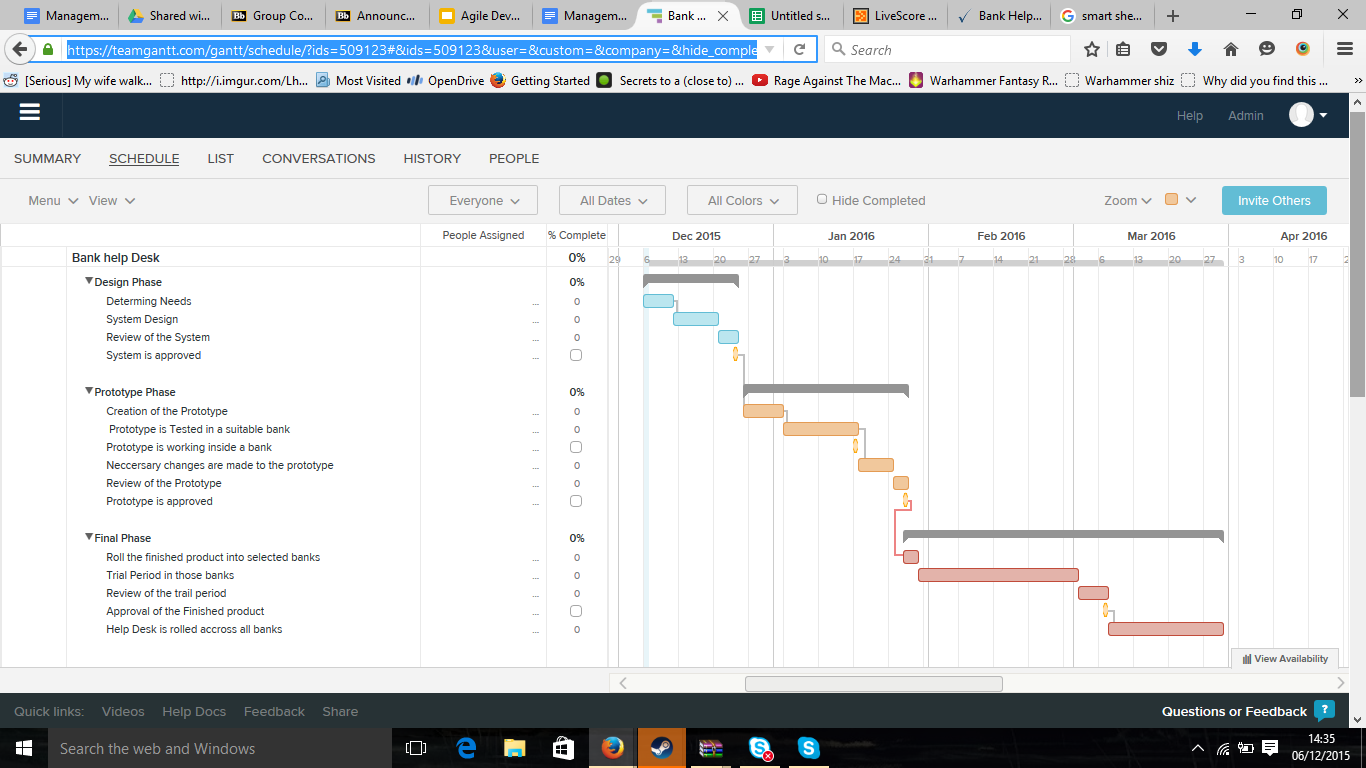 Managem... Shared wi... Group Co... Announc... Agile Dev... Managem... Bank ... Untitled s... LiveScore ... Bank Help... smart she...
https://teamgantt.com/gantt/schedule/?ids=509123#&ids=509123&user=&custom=&company=&hide_comple Search
[Serious] My wife walk... http://i.imgur.com/Lh... Most Visited OpenDrive Getting Started Secrets to a (close to) ... Rage Against The Mac... Warhammer Fantasy R... Warhammer shiz Why did you find this ...
Help Admin
SUMMARY SCHEDULE LIST CONVERSATIONS HISTORY PEOPLE
Menu View Everyone All Dates All Colors Hide Completed Zoom Invite Others
People Assigned % Complete Dec 2015 Jan 2016 Feb 2016 Mar 2016 Apr 2016
Bank help Desk 0% 29 6 13 20 27 3 10 17 24 31 7 14 21 28 6 13 20 27 3 10 17
Design Phase 0%
Determing Needs ... 0
System Design ... 0
Review of the System ... 0
System is approved ...
Prototype Phase 0%
Creation of the Prototype ... 0
Prototype is Tested in a suitable bank ... 0
Prototype is working inside a bank ...
Neccersary changes are made to the prototype ... 0
Review of the Prototype ... 0
Prototype is approved ...
Final Phase 0%
Roll the finished product into selected banks ... 0
Trial Period in those banks ... 0
Review of the trail period ... 0
Approval of the Finished product ...
Help Desk is rolled accross all banks ... 0
View Availability
Quick links: Videos Help Docs Feedback Share Questions or Feedback ?
Search the web and Windows 14:35
06/12/2015